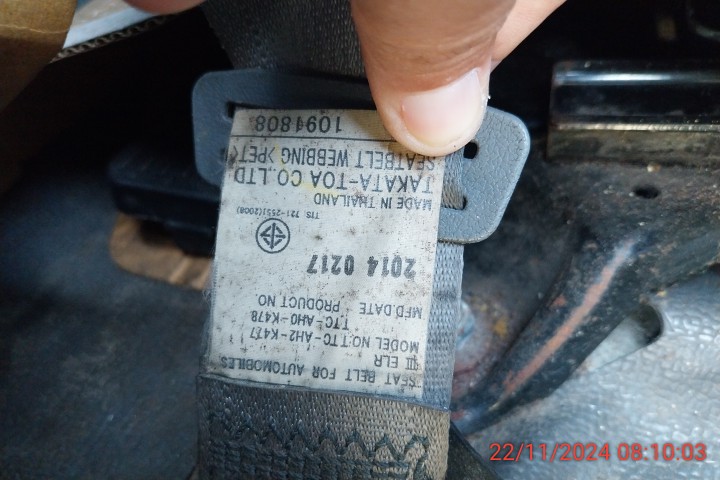 SEAT BELT FOR AUTOMOBILES
III ELR
MODEL NO:TTC-AH2-K477
TTC-AH0-K478
MFD.DATE PRODUCT NO.
2014 0217
TIS. 721-2551(2008)
MADE IN THAILAND
TAKATA-TOA CO.,LTD
SEATBELT WEBBING >PET<
1091808
22/11/2024 08:10:03